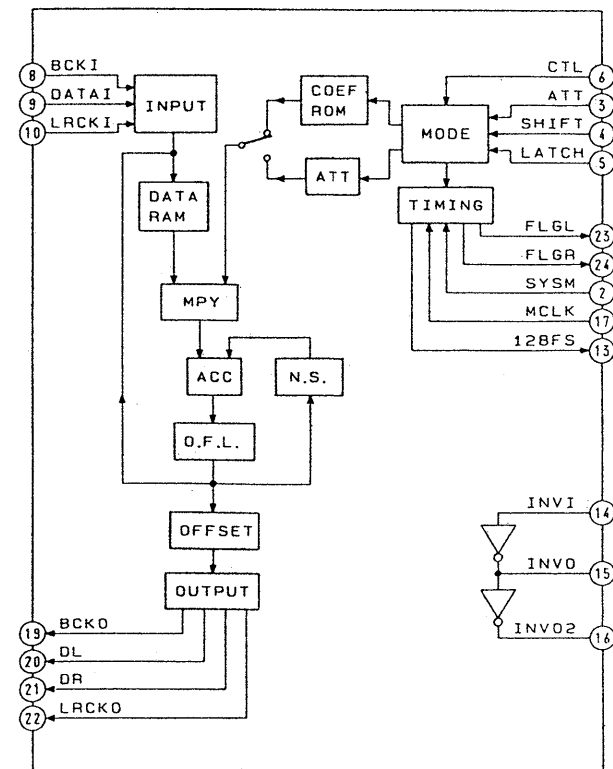 8 BCKI
9 DATAI
10 LRCKI
INPUT
COEF
ROM
ATT
MODE
CTL 6
ATT 3
SHIFT 4
LATCH 5
TIMING
FLGL 23
FLGR 24
SYSM 2
MCLK 17
128FS 13
DATA
RAM
MPY
ACC
N.S.
O.F.L.
OFFSET
OUTPUT
19 BCKO
20 DL
21 DR
22 LRCKO
INVI 14
INVO 15
INVO2 16